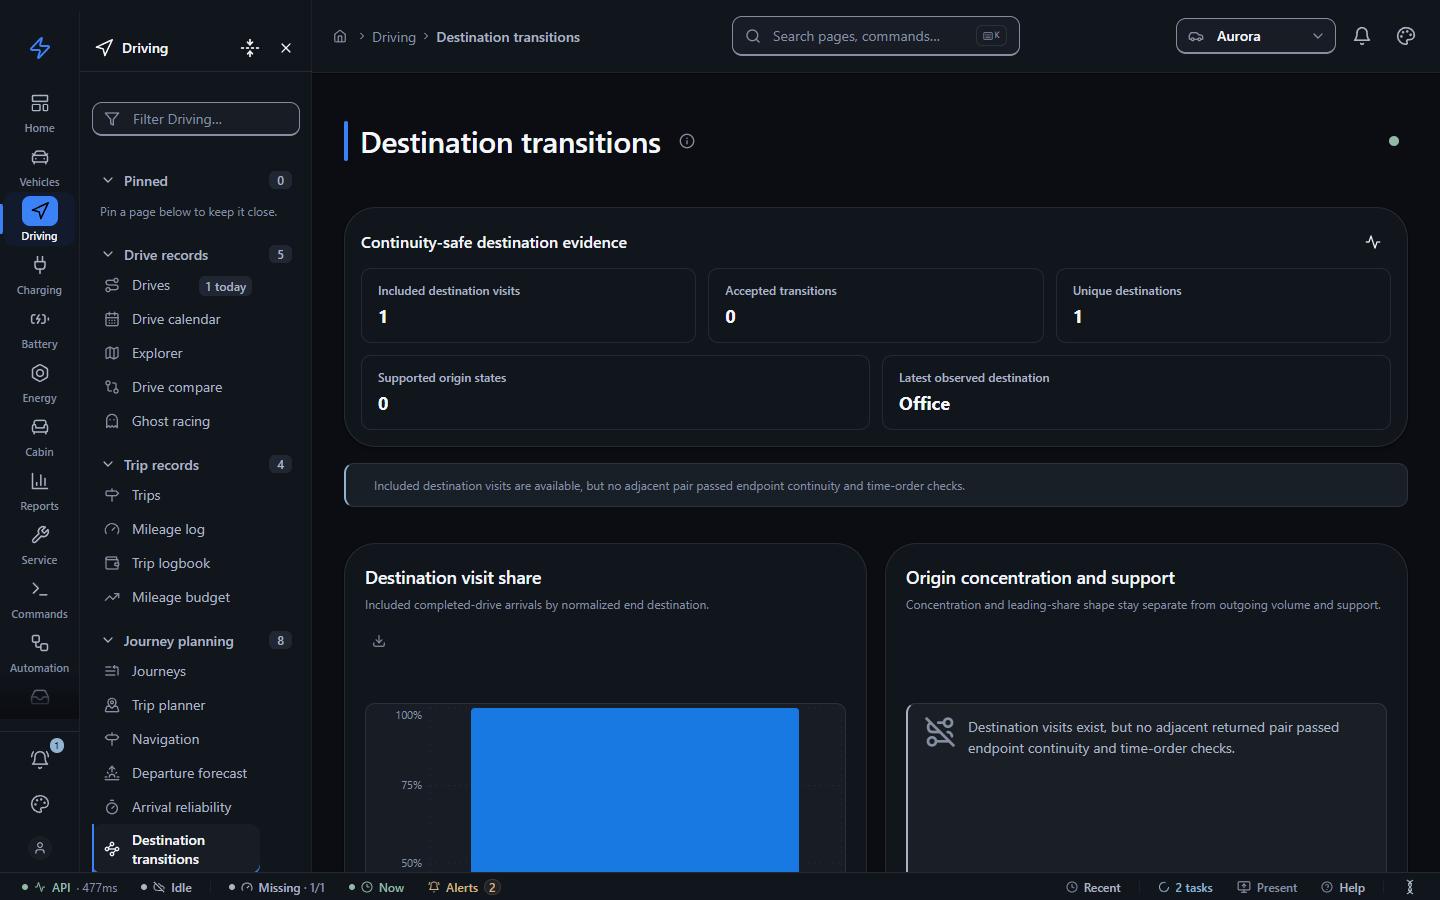 Home
Vehicles
Driving
Charging
Battery
Energy
Cabin
Reports
Service
Commands
Automation
1
Driving
Filter Driving...
Pinned 0
Pin a page below to keep it close.
Drive records 5
Drives 1 today
Drive calendar
Explorer
Drive compare
Ghost racing
Trip records 4
Trips
Mileage log
Trip logbook
Mileage budget
Journey planning 8
Journeys
Trip planner
Navigation
Departure forecast
Arrival reliability
Destination
transitions
Driving Destination transitions
Search pages, commands... K
Aurora
Destination transitions
Continuity-safe destination evidence
Included destination visits
1
Accepted transitions
0
Unique destinations
1
Supported origin states
0
Latest observed destination
Office
Included destination visits are available, but no adjacent pair passed endpoint continuity and time-order checks.
Destination visit share
Included completed-drive arrivals by normalized end destination.
100%
75%
50%
Origin concentration and support
Concentration and leading-share shape stay separate from outgoing volume and support.
Destination visits exist, but no adjacent returned pair passed
endpoint continuity and time-order checks.
API · 477ms Idle Missing · 1/1 Now Alerts 2 Recent 2 tasks Present Help